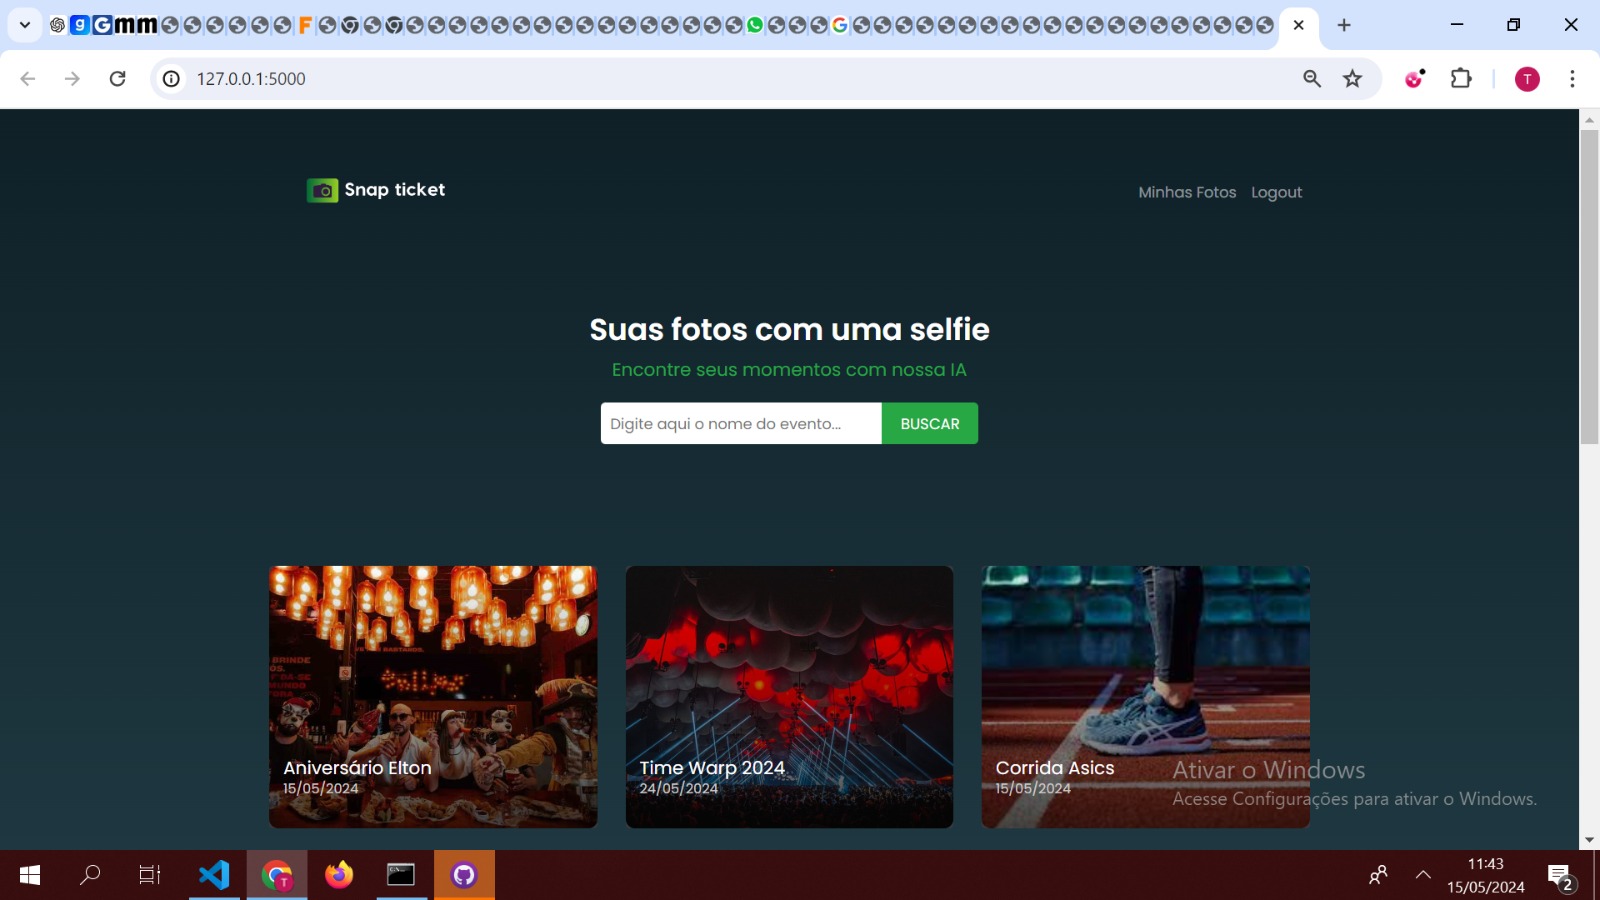 mm
127.0.0.1:5000
T
Snap ticket
Minhas Fotos Logout
Suas fotos com uma selfie
Encontre seus momentos com nossa IA
Digite aqui o nome do evento...
BUSCAR
Aniversário Elton
15/05/2024
Time Warp 2024
24/05/2024
Corrida Asics
15/05/2024
Ativar o Windows
Acesse Configurações para ativar o Windows.
11:43
15/05/2024
2